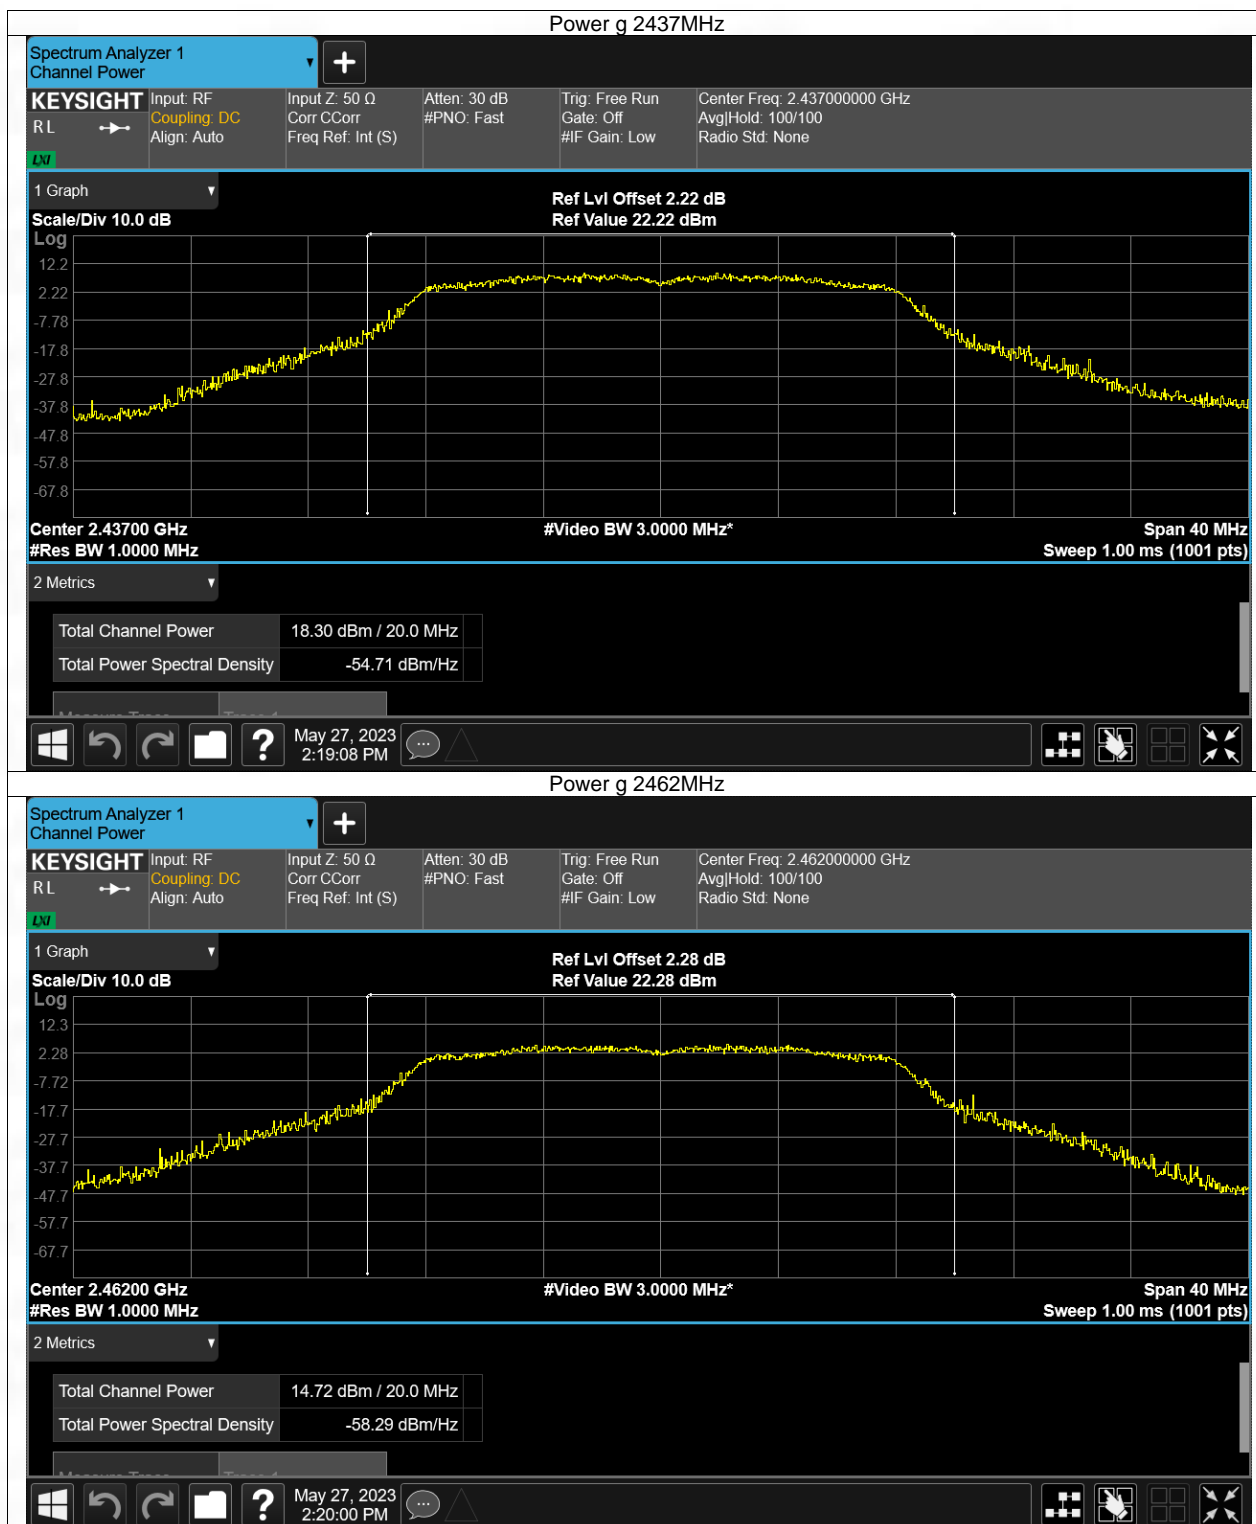 Power g 2437MHz
Spectrum Analyzer 1
Channel Power
KEYSIGHT
RL
LXI
Input: RF
Coupling: DC
Align: Auto
Input Z: 50 Ω
Corr CCorr
Freq Ref: Int (S)
Atten: 30 dB
#PNO: Fast
Trig: Free Run
Gate: Off
#IF Gain: Low
Center Freq: 2.437000000 GHz
Avg|Hold: 100/100
Radio Std: None
1 Graph
Scale/Div 10.0 dB
Ref Lvl Offset 2.22 dB
Ref Value 22.22 dBm
Log
12.2
2.22
-7.78
-17.8
-27.8
-37.8
-47.8
-57.8
-67.8
Center 2.43700 GHz
#Res BW 1.0000 MHz
#Video BW 3.0000 MHz*
Span 40 MHz
Sweep 1.00 ms (1001 pts)
2 Metrics
Total Channel Power 18.30 dBm / 20.0 MHz
Total Power Spectral Density -54.71 dBm/Hz
Measure Trace Trace 1
May 27, 2023
2:19:08 PM
Power g 2462MHz
Spectrum Analyzer 1
Channel Power
KEYSIGHT
RL
LXI
Input: RF
Coupling: DC
Align: Auto
Input Z: 50 Ω
Corr CCorr
Freq Ref: Int (S)
Atten: 30 dB
#PNO: Fast
Trig: Free Run
Gate: Off
#IF Gain: Low
Center Freq: 2.462000000 GHz
Avg|Hold: 100/100
Radio Std: None
1 Graph
Scale/Div 10.0 dB
Ref Lvl Offset 2.28 dB
Ref Value 22.28 dBm
Log
12.3
2.28
-7.72
-17.7
-27.7
-37.7
-47.7
-57.7
-67.7
Center 2.46200 GHz
#Res BW 1.0000 MHz
#Video BW 3.0000 MHz*
Span 40 MHz
Sweep 1.00 ms (1001 pts)
2 Metrics
Total Channel Power 14.72 dBm / 20.0 MHz
Total Power Spectral Density -58.29 dBm/Hz
May 27, 2023
2:20:00 PM